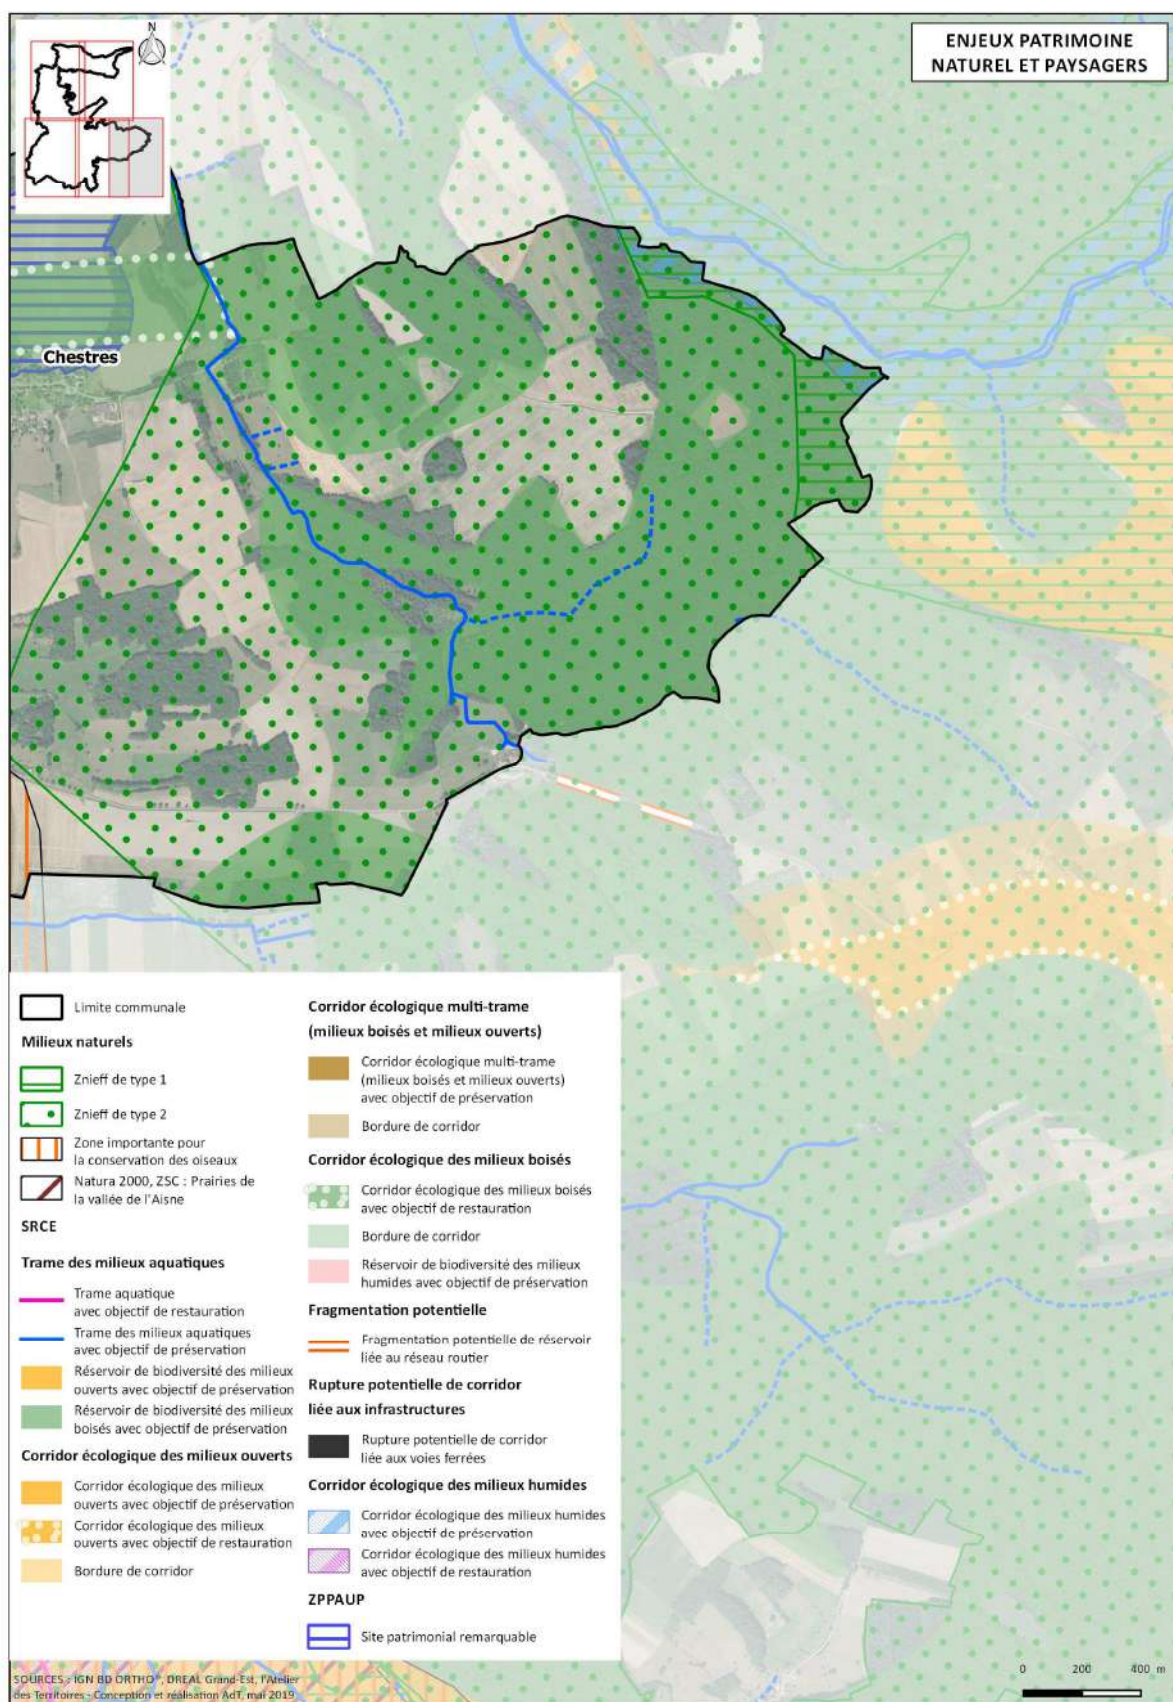 N
ENJEUX PATRIMOINE
NATUREL ET PAYSAGERS
Chestres
Limite communale
Milieux naturels
Znieff de type 1
Znieff de type 2
Zone importante pour
la conservation des oiseaux
Natura 2000, ZSC : Prairies de
la vallée de l'Aisne
SRCE
Trame des milieux aquatiques
Trame aquatique
avec objectif de restauration
Trame des milieux aquatiques
avec objectif de préservation
Réservoir de biodiversité des milieux
ouverts avec objectif de préservation
Réservoir de biodiversité des milieux
boisés avec objectif de préservation
Corridor écologique des milieux ouverts
Corridor écologique des milieux
ouverts avec objectif de préservation
Corridor écologique des milieux
ouverts avec objectif de restauration
Bordure de corridor
Corridor écologique multi-trame
(milieux boisés et milieux ouverts)
Corridor écologique multi-trame
(milieux boisés et milieux ouverts)
avec objectif de préservation
Bordure de corridor
Corridor écologique des milieux boisés
Corridor écologique des milieux boisés
avec objectif de restauration
Bordure de corridor
Réservoir de biodiversité des milieux
humides avec objectif de préservation
Fragmentation potentielle
Fragmentation potentielle de réservoir
liée au réseau routier
Rupture potentielle de corridor
liée aux infrastructures
Rupture potentielle de corridor
liée aux voies ferrées
Corridor écologique des milieux humides
Corridor écologique des milieux humides
avec objectif de préservation
Corridor écologique des milieux humides
avec objectif de restauration
ZPPAUP
Site patrimonial remarquable
SOURCES : IGN BD ORTHO®, DREAL Grand-Est, l'Atelier
des Territoires - Conception et réalisation AdT, mai 2019
0 200 400 m